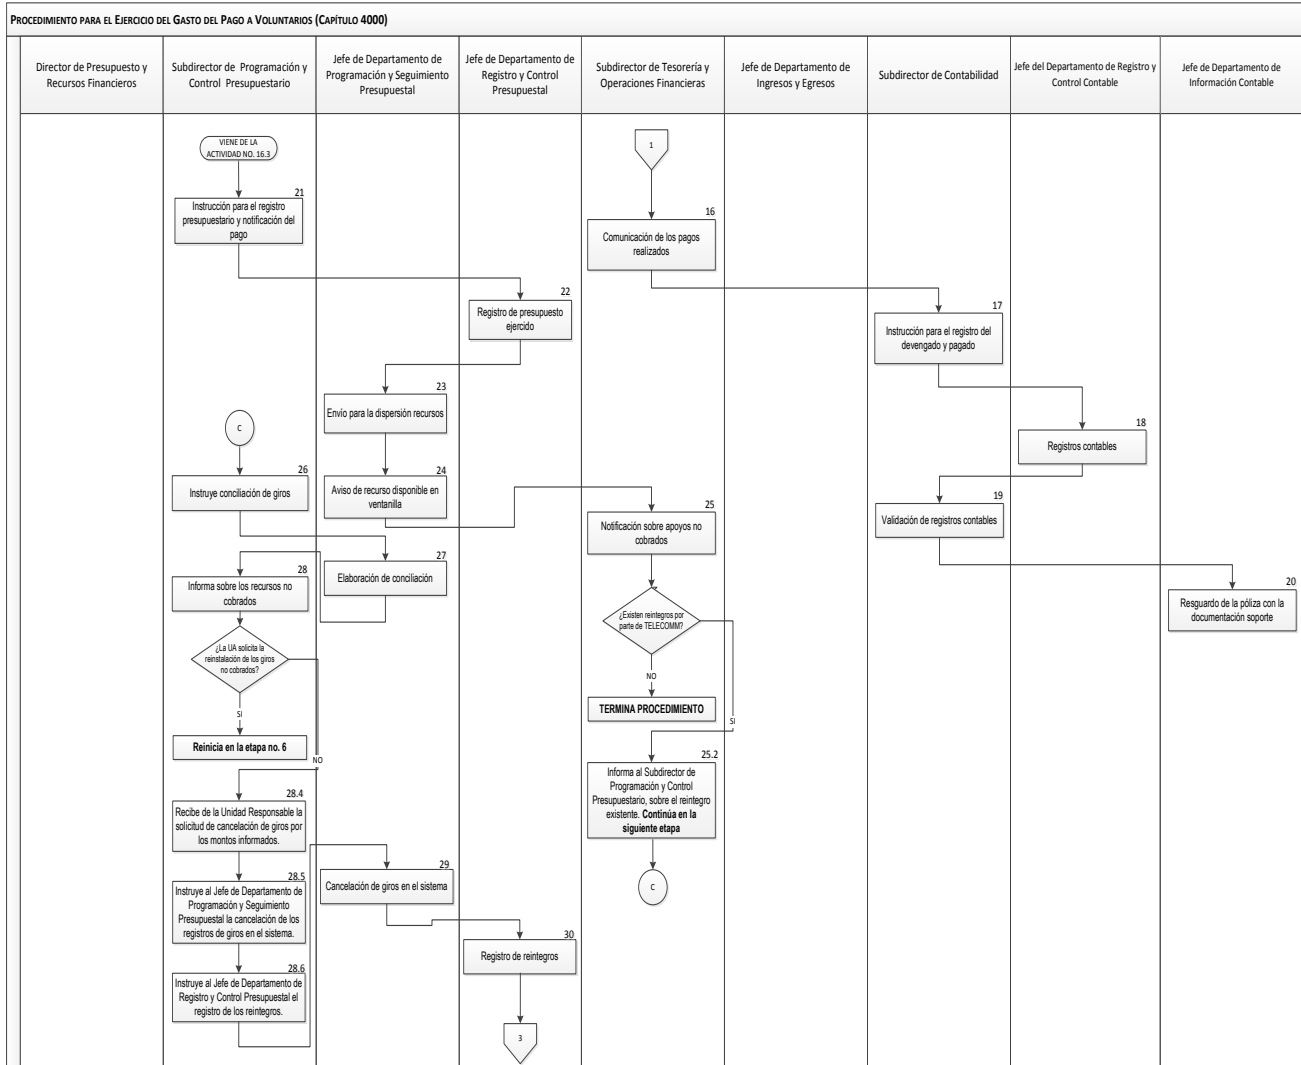 PROCEDIMIENTO PARA EL EJERCICIO DEL GASTO DEL PAGO A VOLUNTARIOS (CAPÍTULO 4000)
Director de Presupuesto y
Recursos Financieros
Subdirector de Programación y
Control Presupuestario
Jefe de Departamento de
Programación y Seguimiento
Presupuestal
Jefe de Departamento de
Registro y Control
Presupuestal
Subdirector de Tesorería y
Operaciones Financieras
Jefe de Departamento de
Ingresos y Egresos
Subdirector de Contabilidad
Jefe del Departamento de Registro y
Control Contable
Jefe de Departamento de
Información Contable
VIENE DE LA
ACTIVIDAD NO. 16.3
21
Instrucción para el registro
presupuestario y notificación del
pago
22
Registro de presupuesto
ejercido
23
Envío para la dispersión recursos
24
Aviso de recurso disponible en
ventanilla
C
26
Instruye conciliación de giros
27
Elaboración de conciliación
28
Informa sobre los recursos no
cobrados
¿La UA solicita la
reinstalación de los giros
no cobrados?
SI
NO
Reinicia en la etapa no. 6
28.4
Recibe de la Unidad Responsable la
solicitud de cancelación de giros por
los montos informados.
28.5
Instruye al Jefe de Departamento de
Programación y Seguimiento
Presupuestal la cancelación de los
registros de giros en el sistema.
28.6
Instruye al Jefe de Departamento de
Registro y Control Presupuestal el
registro de los reintegros.
29
Cancelación de giros en el sistema
30
Registro de reintegros
3
1
16
Comunicación de los pagos
realizados
17
Instrucción para el registro del
devengado y pagado
18
Registros contables
19
Validación de registros contables
20
Resguardo de la póliza con la
documentación soporte
25
Notificación sobre apoyos no
cobrados
¿Existen reintegros por
parte de TELECOMM?
NO
SI
TERMINA PROCEDIMIENTO
25.2
Informa al Subdirector de
Programación y Control
Presupuestario, sobre el reintegro
existente. Continúa en la
siguiente etapa
C